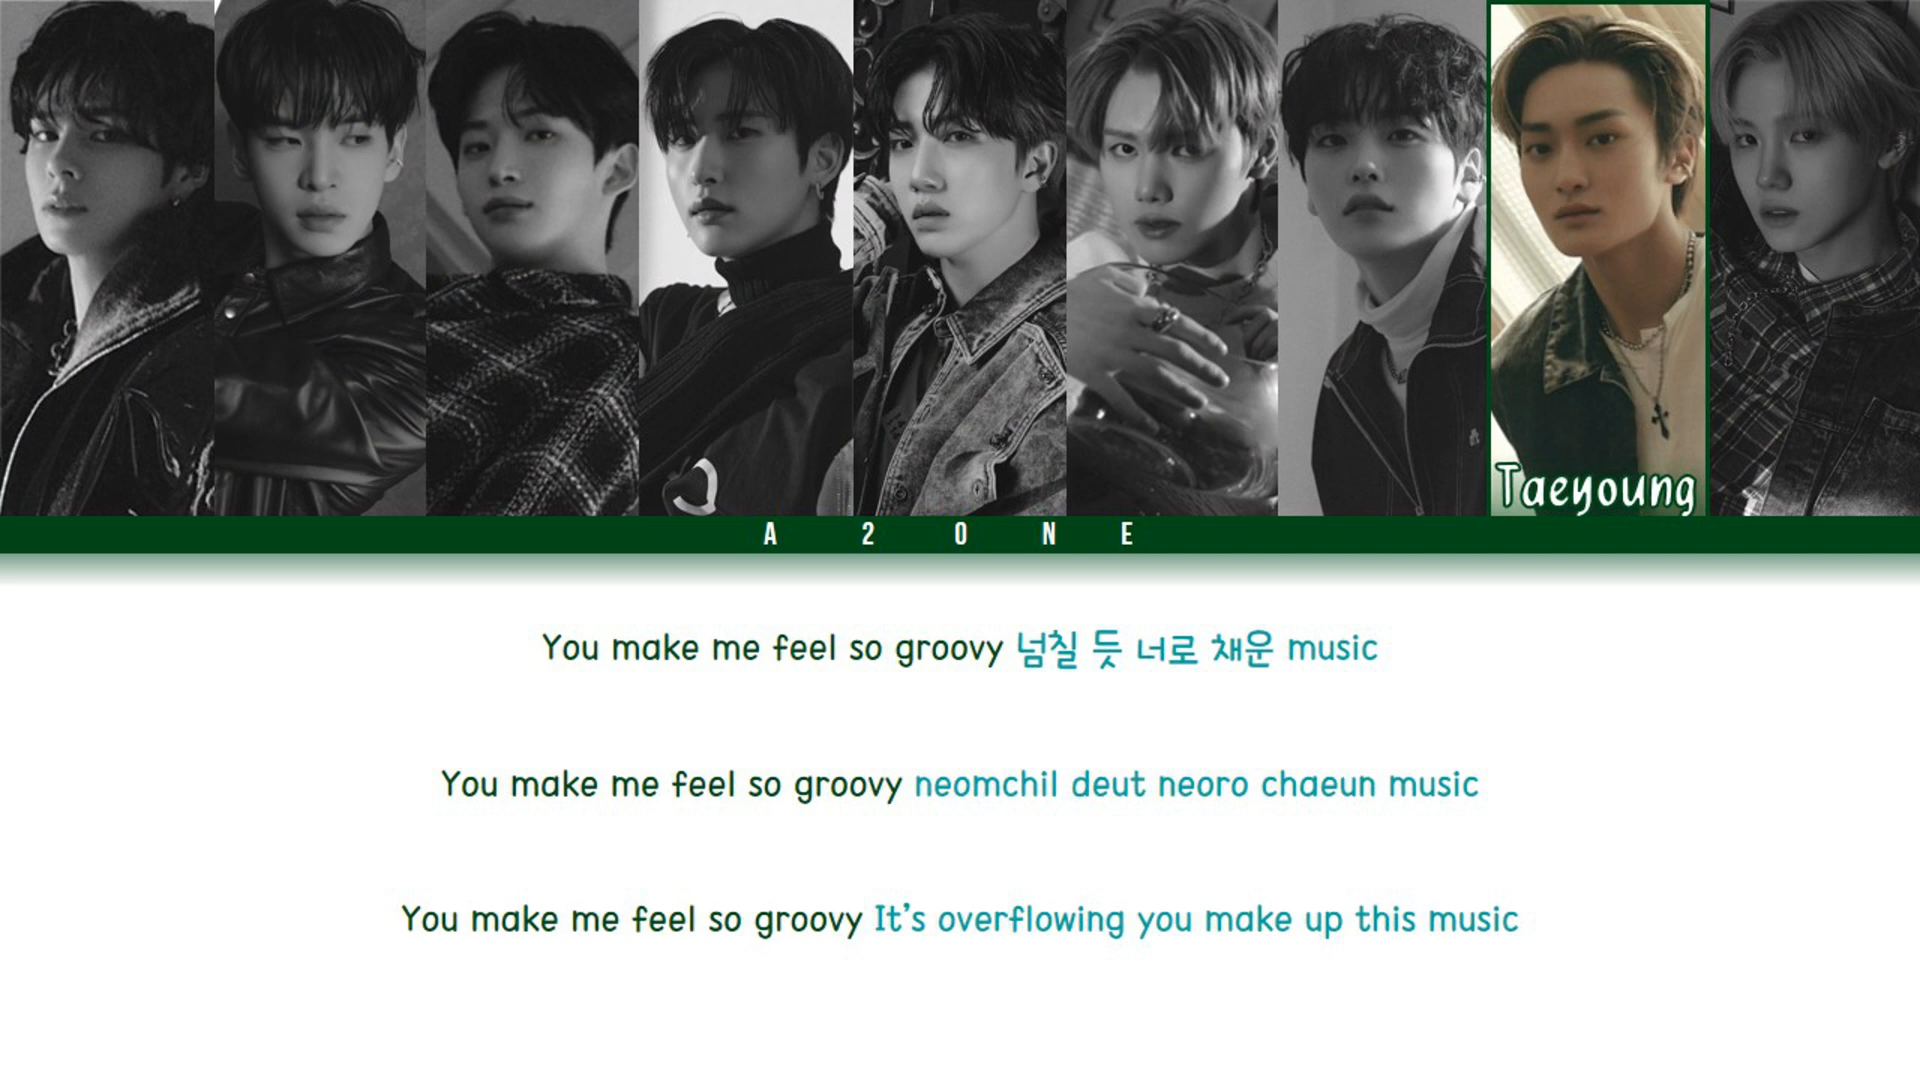 Taeyoung
A 2 O N E
You make me feel so groovy 넘칠 듯 너로 채운 music
You make me feel so groovy neomchil deut neoro chaeun music
You make me feel so groovy It's overflowing you make up this music